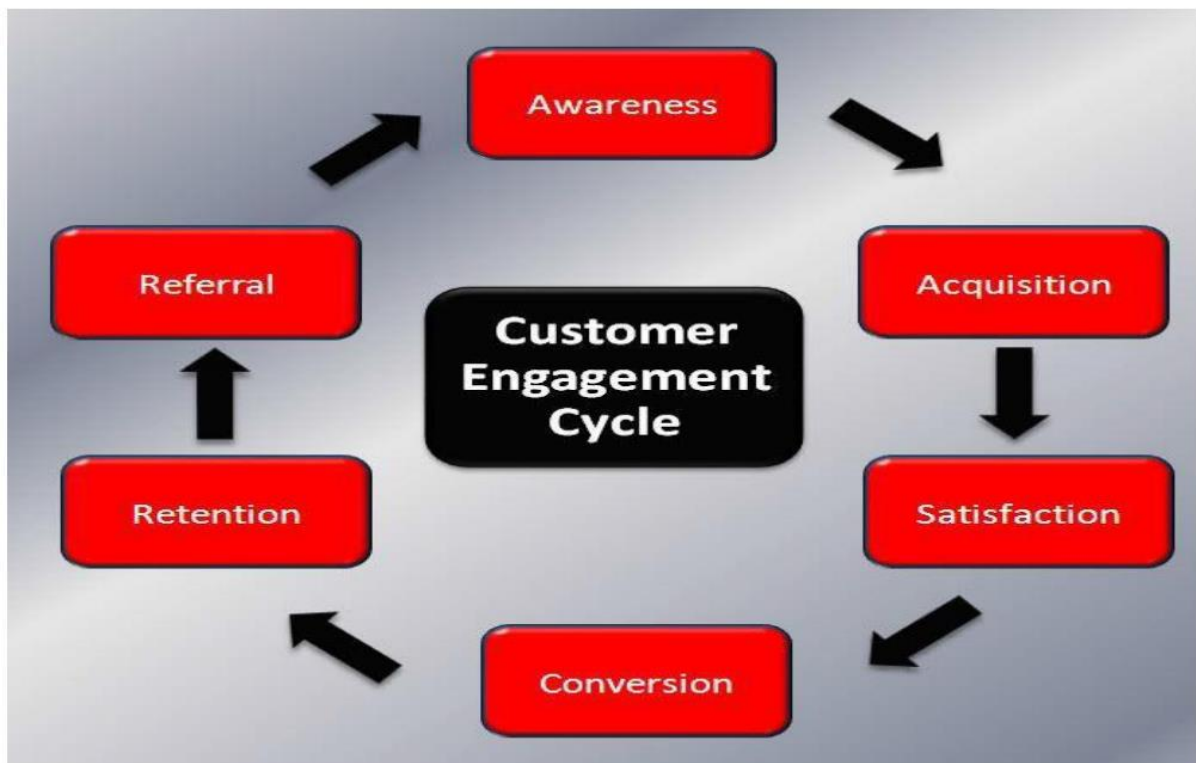 Awareness
Acquisition
Satisfaction
Conversion
Retention
Referral
Customer
Engagement
Cycle